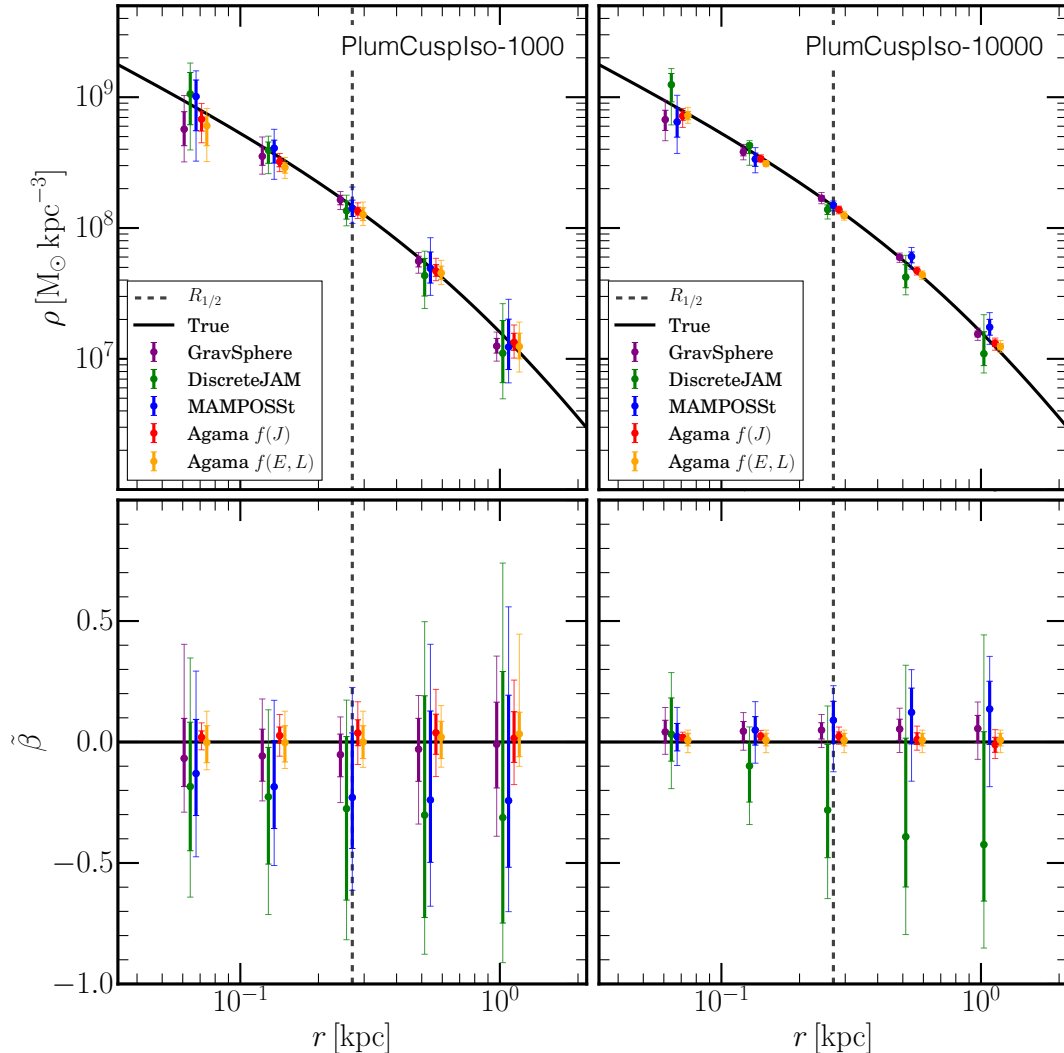 PlumCuspIso-1000
PlumCuspIso-10000
10⁹
10⁸
10⁷
ρ [M⊙ kpc⁻³]
R₁/₂
True
GravSphere
DiscreteJAM
MAMPOSSt
Agama f(J)
Agama f(E, L)
R₁/₂
True
GravSphere
DiscreteJAM
MAMPOSSt
Agama f(J)
Agama f(E, L)
0.5
0.0
−0.5
−1.0
β̃
10⁻¹
10⁰
10⁻¹
10⁰
r [kpc]
r [kpc]